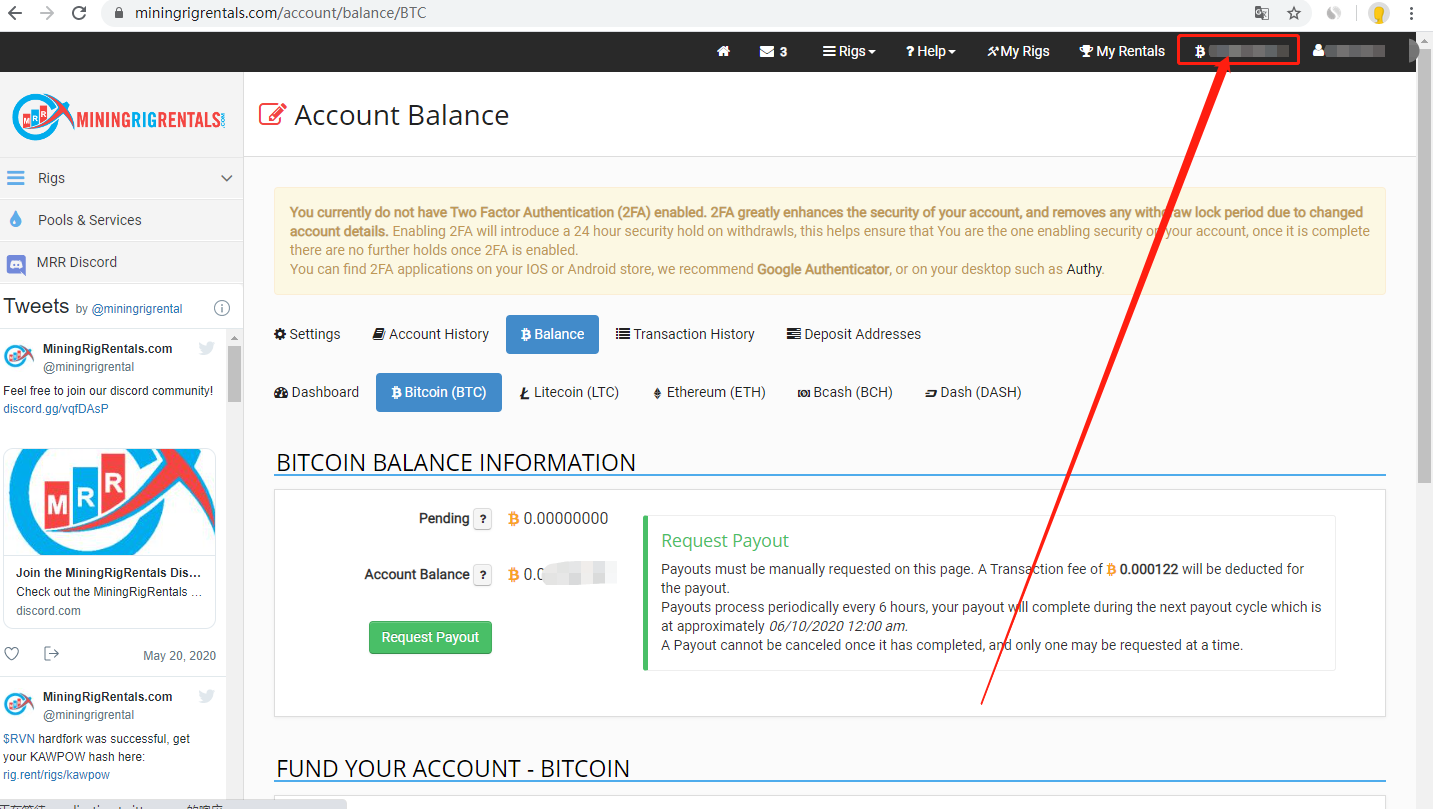 miningrigrentals.com/account/balance/BTC
3
Rigs
? Help
My Rigs
My Rentals
MRR MININGRIGRENTALS.COM
Account Balance
Rigs
Pools & Services
MRR Discord
Tweets by @miningrigrental
MiningRigRentals.com
@miningrigrental
Feel free to join our discord community!
discord.gg/vqfDAsP
MRR
Join the MiningRigRentals Dis...
Check out the MiningRigRentals ...
discord.com
May 20, 2020
MiningRigRentals.com
@miningrigrental
$RVN hardfork was successful, get
your KAWPOW hash here:
rig.rent/rigs/kawpow
You currently do not have Two Factor Authentication (2FA) enabled. 2FA greatly enhances the security of your account, and removes any withdraw lock period due to changed
account details. Enabling 2FA will introduce a 24 hour security hold on withdrawls, this helps ensure that You are the one enabling security on your account, once it is complete
there are no further holds once 2FA is enabled.
You can find 2FA applications on your IOS or Android store, we recommend Google Authenticator, or on your desktop such as Authy.
Settings
Account History
Balance
Transaction History
Deposit Addresses
Dashboard
Bitcoin (BTC)
Litecoin (LTC)
Ethereum (ETH)
Bcash (BCH)
Dash (DASH)
BITCOIN BALANCE INFORMATION
Pending ? ₿ 0.00000000
Account Balance ? ₿ 0.0
Request Payout
Request Payout
Payouts must be manually requested on this page. A Transaction fee of ₿ 0.000122 will be deducted for
the payout.
Payouts process periodically every 6 hours, your payout will complete during the next payout cycle which is
at approximately 06/10/2020 12:00 am.
A Payout cannot be canceled once it has completed, and only one may be requested at a time.
FUND YOUR ACCOUNT - BITCOIN